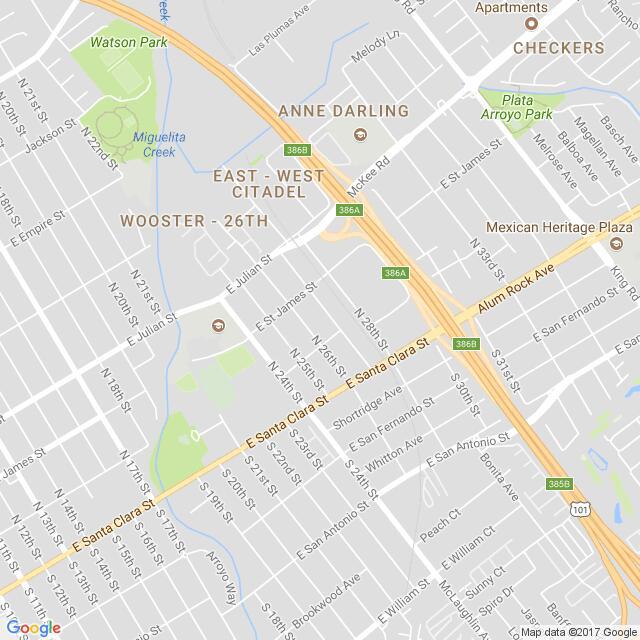 Creek
Apartments
Watson Park
Las Plumas Ave
Melody Ln
CHECKERS
N 21st St
N 20th St
Jackson St
N 22nd St
ANNE DARLING
Plata
Arroyo Park
Basch Ave
Magellan Ave
Balboa Ave
Melrose Ave
Miguelita
Creek
386B
McKee Rd
E St James St
EAST - WEST
CITADEL
N 18th St
E Empire St
WOOSTER - 26TH
386A
Mexican Heritage Plaza
E Julian St
N 33rd St
386A
King Rd
Alum Rock Ave
N 21st St
N 20th St
E St James St
N 28th St
E San Fernando St
E Julian St
N 26th St
N 25th St
N 24th St
E Santa Clara St
386B
S 31st St
E San
S 30th St
N 18th St
E Santa Clara St
Shortridge Ave
E San Fernando St
Whitton Ave
E San Antonio St
James St
N 17th St
S 23rd St
S 22nd St
S 21st St
S 20th St
S 19th St
S 24th St
Bonita Ave
385B
101
N 14th St
N 13th St
N 12th St
11th St
E Santa Clara St
S 17th St
S 16th St
S 15th St
S 14th St
S 13th St
S 12th St
S 11th St
E San Antonio St
Peach Ct
E William Ct
Arroyo Way
Brookwood Ave
S 18th St
E William St
McLaughlin
Sunny Ct
Spiro Dr
Banff
Google
Map data ©2017 Google